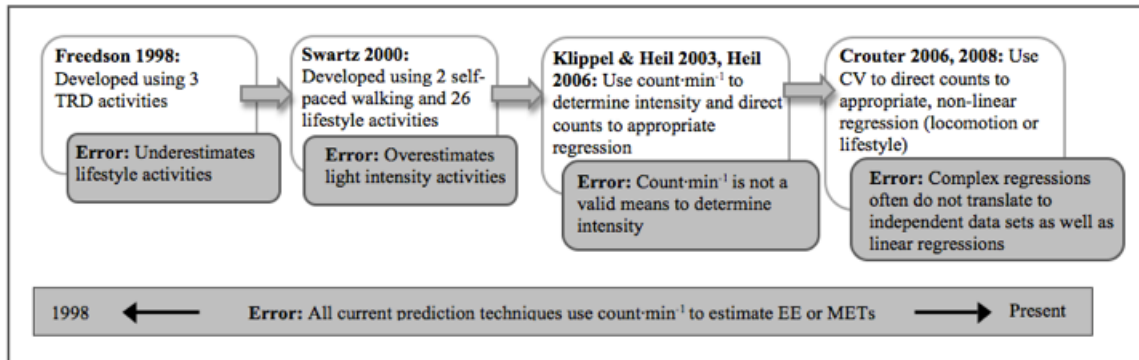 Freedson 1998:
Developed using 3
TRD activities
Error: Underestimates
lifestyle activities
Swartz 2000:
Developed using 2 self-
paced walking and 26
lifestyle activities
Error: Overestimates
light intensity activities
Klippel & Heil 2003, Heil
2006: Use count·min⁻¹ to
determine intensity and direct
counts to appropriate
regression
Error: Count·min⁻¹ is not a
valid means to determine
intensity
Crouter 2006, 2008: Use
CV to direct counts to
appropriate, non-linear
regression (locomotion or
lifestyle)
Error: Complex regressions
often do not translate to
independent data sets as well as
linear regressions
1998 Error: All current prediction techniques use count·min⁻¹ to estimate EE or METs Present